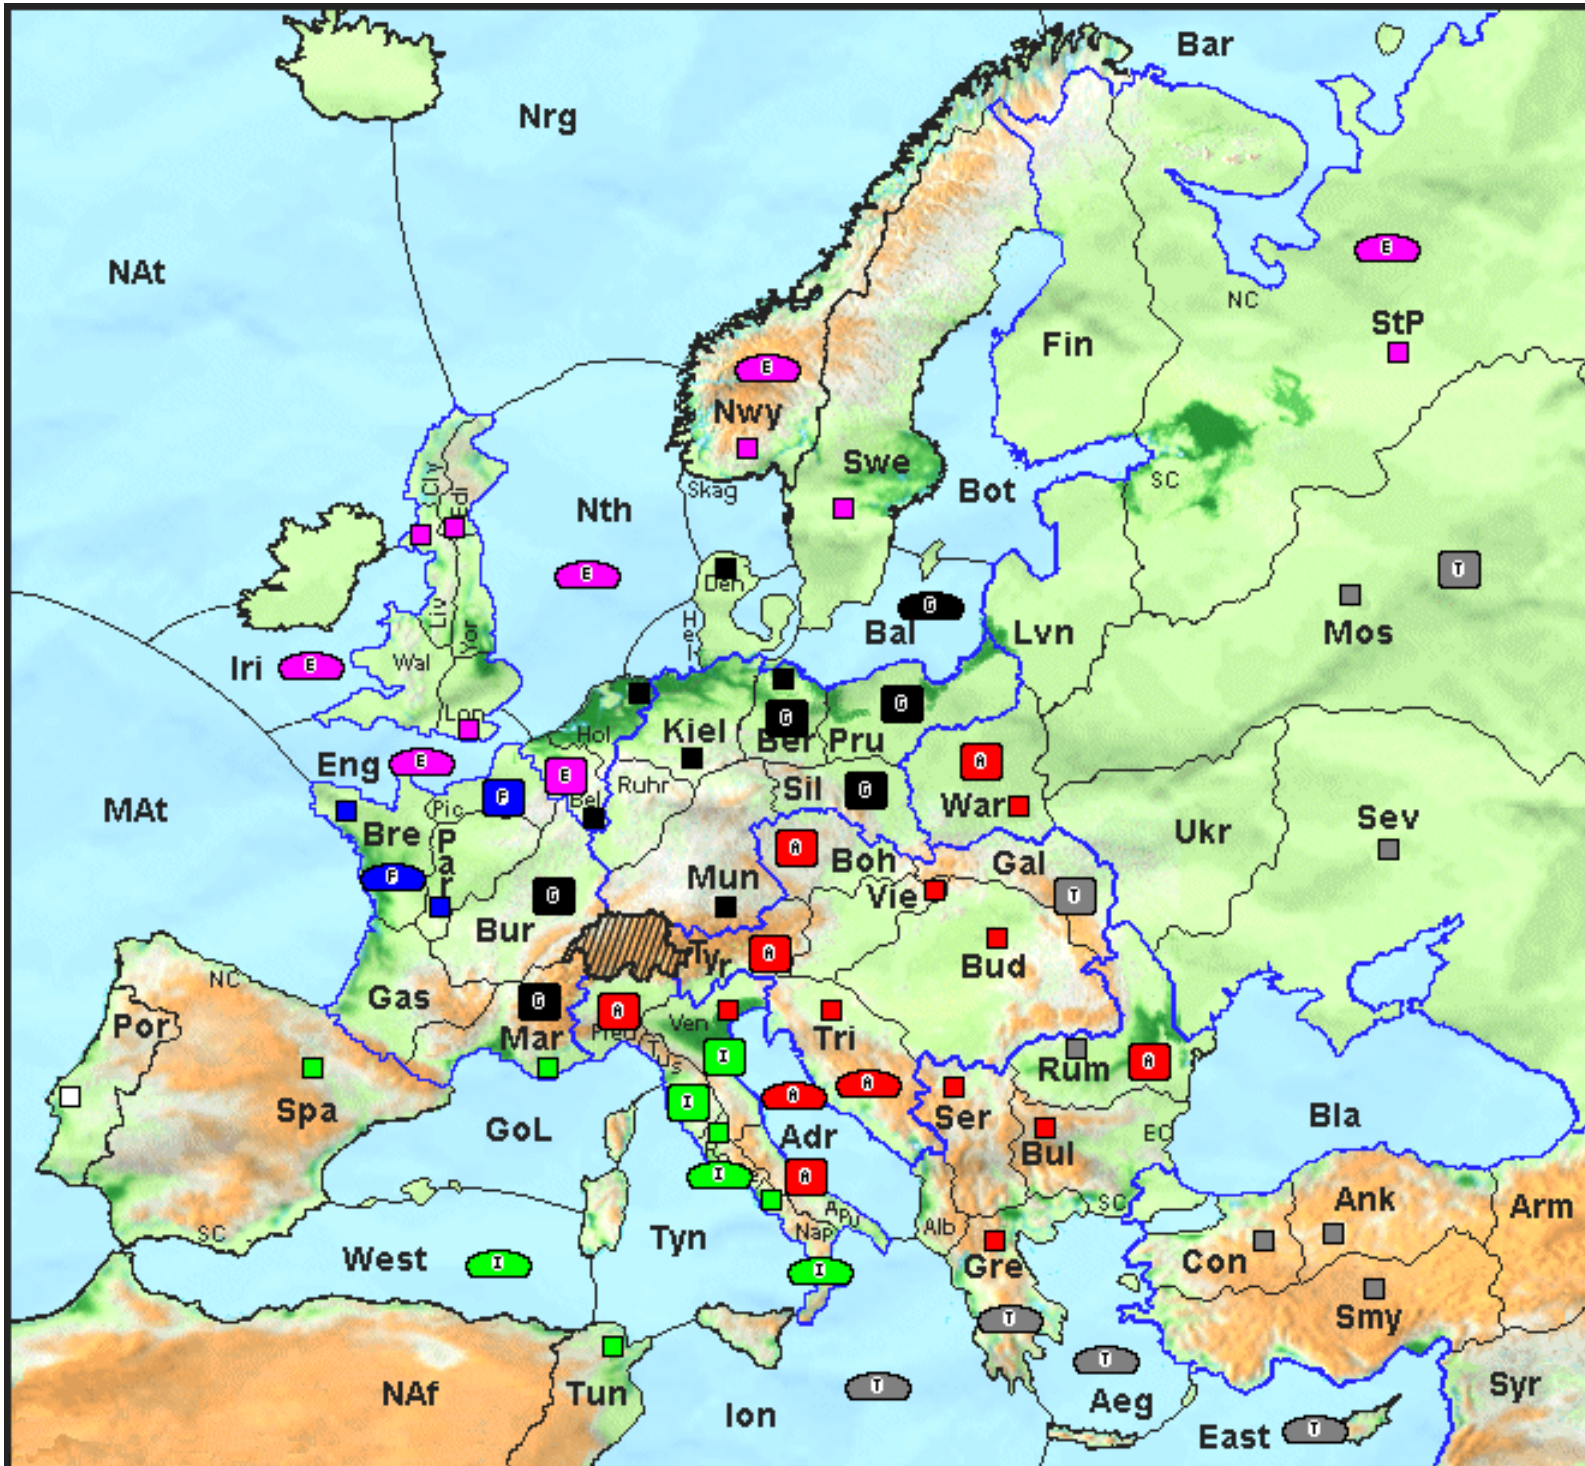 Bar
Nrg
E
NAt
NC
StP
Fin
E
Nwy
Swe
Cly
Edi
SC
Skag
Bot
Nth
T
E
Den
G
Hel
Bal
Lvn
Mos
Liv
Yor
Iri
E
Wal
Lon
Hol
Kiel
G
Ber
G
Pru
A
Eng
E
E
Ruhr
Sil
G
War
MAt
F
Pic
Bel
Bre
Par
A
Boh
Gal
Ukr
Sev
F
Mun
Vie
G
T
Bur
Tyr
A
Bud
NC
Gas
G
Mar
A
Pied
Ven
Tri
Por
Tus
I
Rum
A
Spa
I
A
A
Ser
GoL
Adr
Bul
EC
Bla
I
A
Rom
Ank
Arm
SC
SC
Apu
Nap
Alb
West
I
Tyn
I
Gre
Con
Smy
T
T
NAf
Tun
T
Ion
Aeg
Syr
East
T